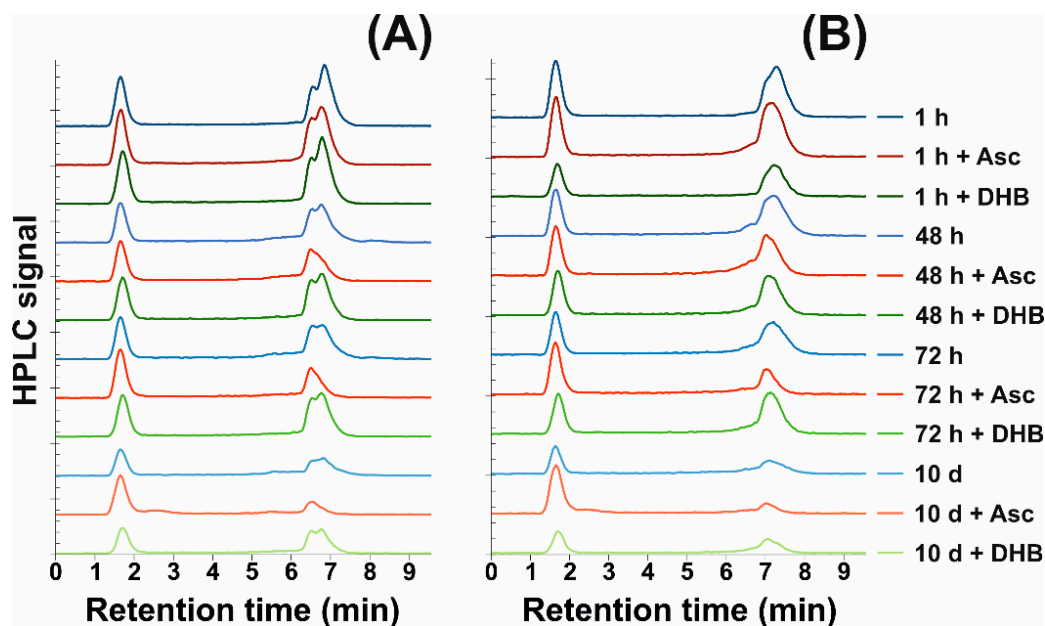 (A)
(B)
HPLC signal
1 h
1 h + Asc
1 h + DHB
48 h
48 h + Asc
48 h + DHB
72 h
72 h + Asc
72 h + DHB
10 d
10 d + Asc
10 d + DHB
0 1 2 3 4 5 6 7 8 9
0 1 2 3 4 5 6 7 8 9
Retention time (min)
Retention time (min)